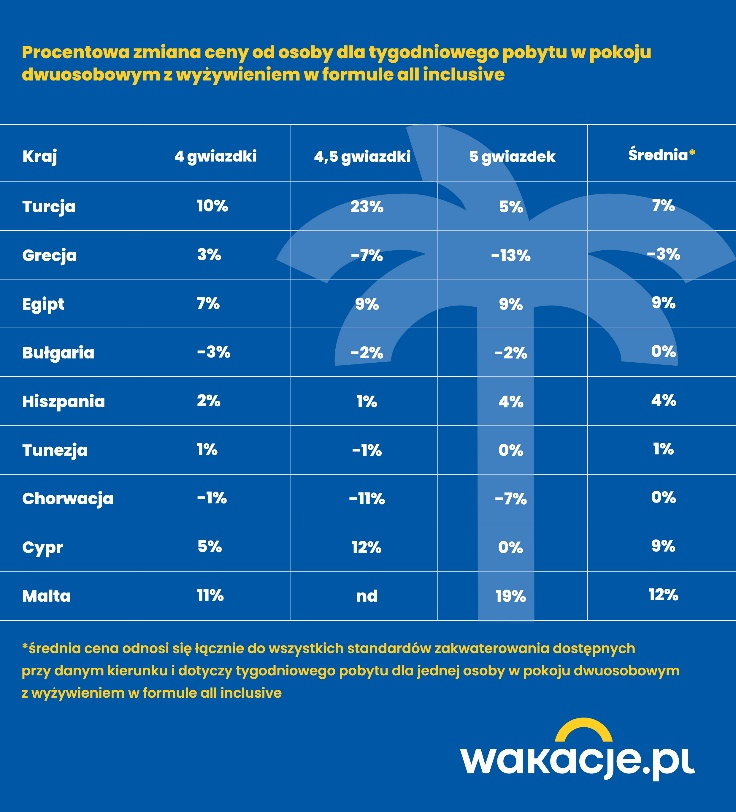 Procentowa zmiana ceny od osoby dla tygodniowego pobytu w pokoju
dwuosobowym z wyżywieniem w formule all inclusive
Kraj 4 gwiazdki 4,5 gwiazdki 5 gwiazdek Średnia*
Turcja 10% 23% 5% 7%
Grecja 3% -7% -13% -3%
Egipt 7% 9% 9% 9%
Bułgaria -3% -2% -2% 0%
Hiszpania 2% 1% 4% 4%
Tunezja 1% -1% 0% 1%
Chorwacja -1% -11% -7% 0%
Cypr 5% 12% 0% 9%
Malta 11% nd 19% 12%
*średnia cena odnosi się łącznie do wszystkich standardów zakwaterowania dostępnych
przy danym kierunku i dotyczy tygodniowego pobytu dla jednej osoby w pokoju dwuosobowym
z wyżywieniem w formule all inclusive
wakacje.pl